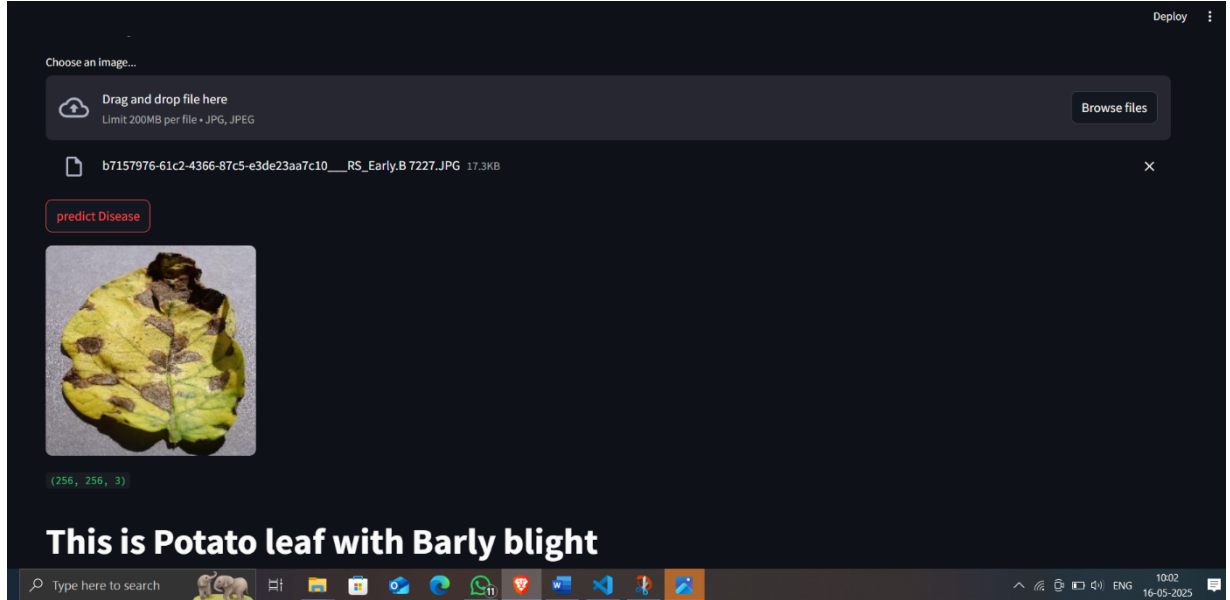 Deploy
Choose an image...
Drag and drop file here
Limit 200MB per file • JPG, JPEG
Browse files
b7157976-61c2-4366-87c5-e3de23aa7c10___RS_Early.B 7227.JPG 17.3KB
predict Disease
(256, 256, 3)
This is Potato leaf with Barly blight
Type here to search
11
ENG
10:02
16-05-2025